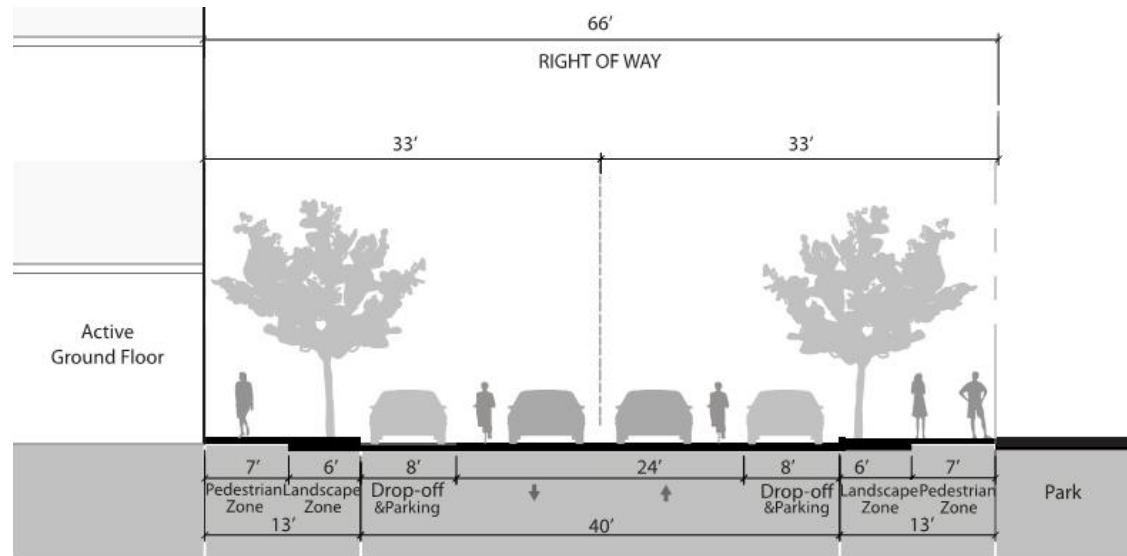 66’
RIGHT OF WAY
33’ 33’
Active
Ground Floor
7’ 6’ 8’ 24’ 8’ 6’ 7’
Pedestrian Landscape Drop-off Drop-off Landscape Pedestrian Park
Zone Zone &Parking &Parking Zone Zone
13’ 40’ 13’